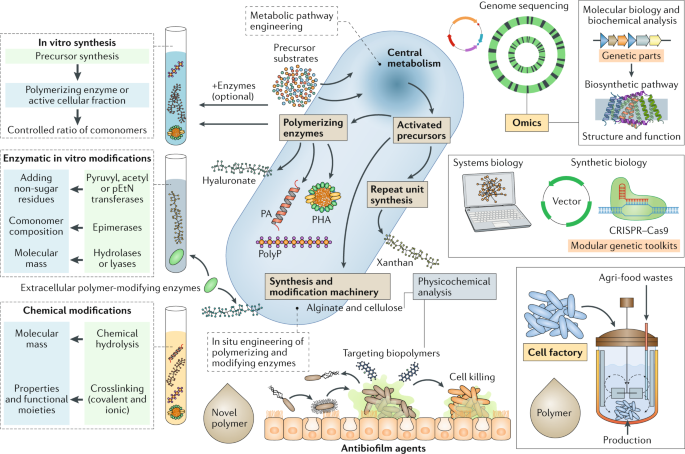 In vitro synthesis
Precursor synthesis
Polymerizing enzyme or
active cellular fraction
Controlled ratio of comonomers
Enzymatic in vitro modifications
Adding
non-sugar
residues
Pyruvyl, acetyl
or pEtN
transferases
Comonomer
composition
Epimerases
Molecular
mass
Hydrolases
or lyases
Extracellular polymer-modifying enzymes
Chemical modifications
Molecular
mass
Chemical
hydrolysis
Properties
and functional
moieties
Crosslinking
(covalent and
ionic)
Metabolic pathway
engineering
Precursor
substrates
+Enzymes
(optional)
Central
metabolism
Polymerizing
enzymes
Activated
precursors
Hyaluronate
PA
PHA
PolyP
Repeat unit
synthesis
Xanthan
Synthesis and
modification machinery
Alginate and cellulose
Physicochemical
analysis
In situ engineering of
polymerizing and
modifying enzymes
Targeting biopolymers
Cell killing
Novel
polymer
Antibiofilm agents
Genome sequencing
Omics
Molecular biology and
biochemical analysis
Genetic parts
Biosynthetic pathway
Structure and function
Systems biology
Synthetic biology
Vector
CRISPR–Cas9
Modular genetic toolkits
Agri-food wastes
Cell factory
Polymer
Production